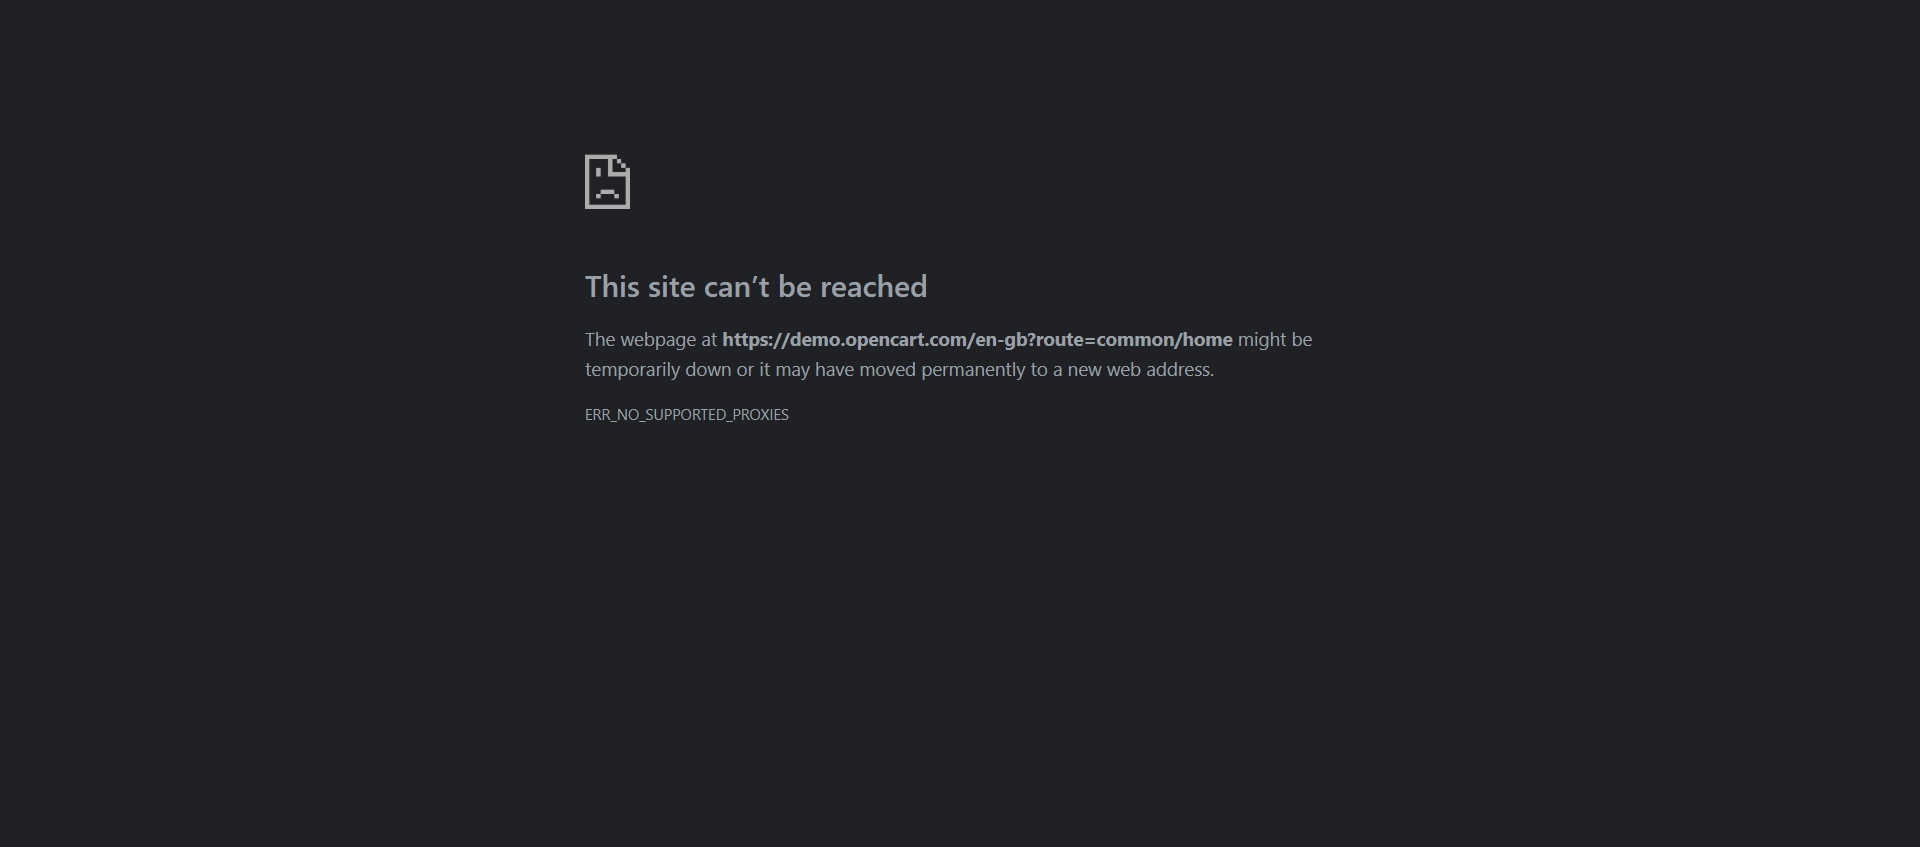 This site can’t be reached
The webpage at https://demo.opencart.com/en-gb?route=common/home might be
temporarily down or it may have moved permanently to a new web address.
ERR_NO_SUPPORTED_PROXIES